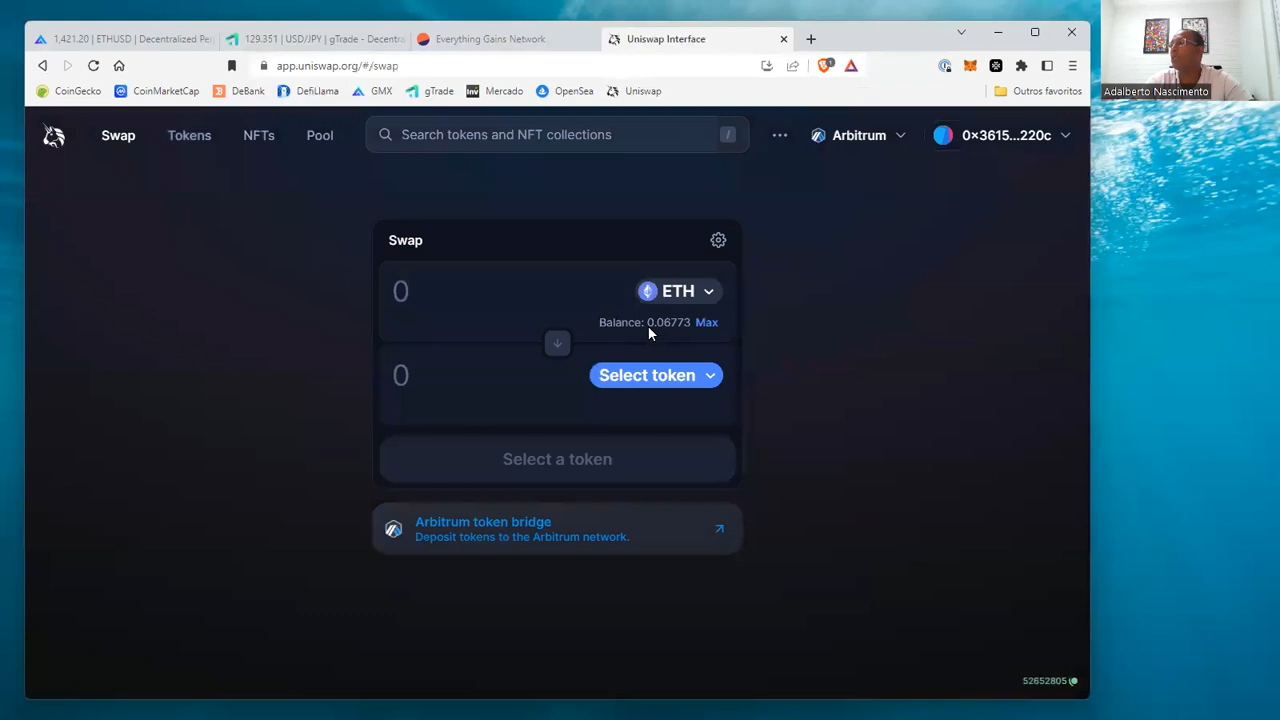 1,421.20 | ETHUSD | Decentralized Pe
129.351 | USD/JPY | gTrade - Decentra
Everything Gains Network
Uniswap Interface
app.uniswap.org/#/swap
CoinGecko
CoinMarketCap
DeBank
DefiLlama
GMX
gTrade
Mercado
OpenSea
Uniswap
Outros favoritos
Adalberto Nascimento
Swap
Tokens
NFTs
Pool
Search tokens and NFT collections
/
Arbitrum
0×3615...220c
Swap
0
ETH
Balance: 0.06773 Max
0
Select token
Select a token
Arbitrum token bridge
Deposit tokens to the Arbitrum network.
52652805